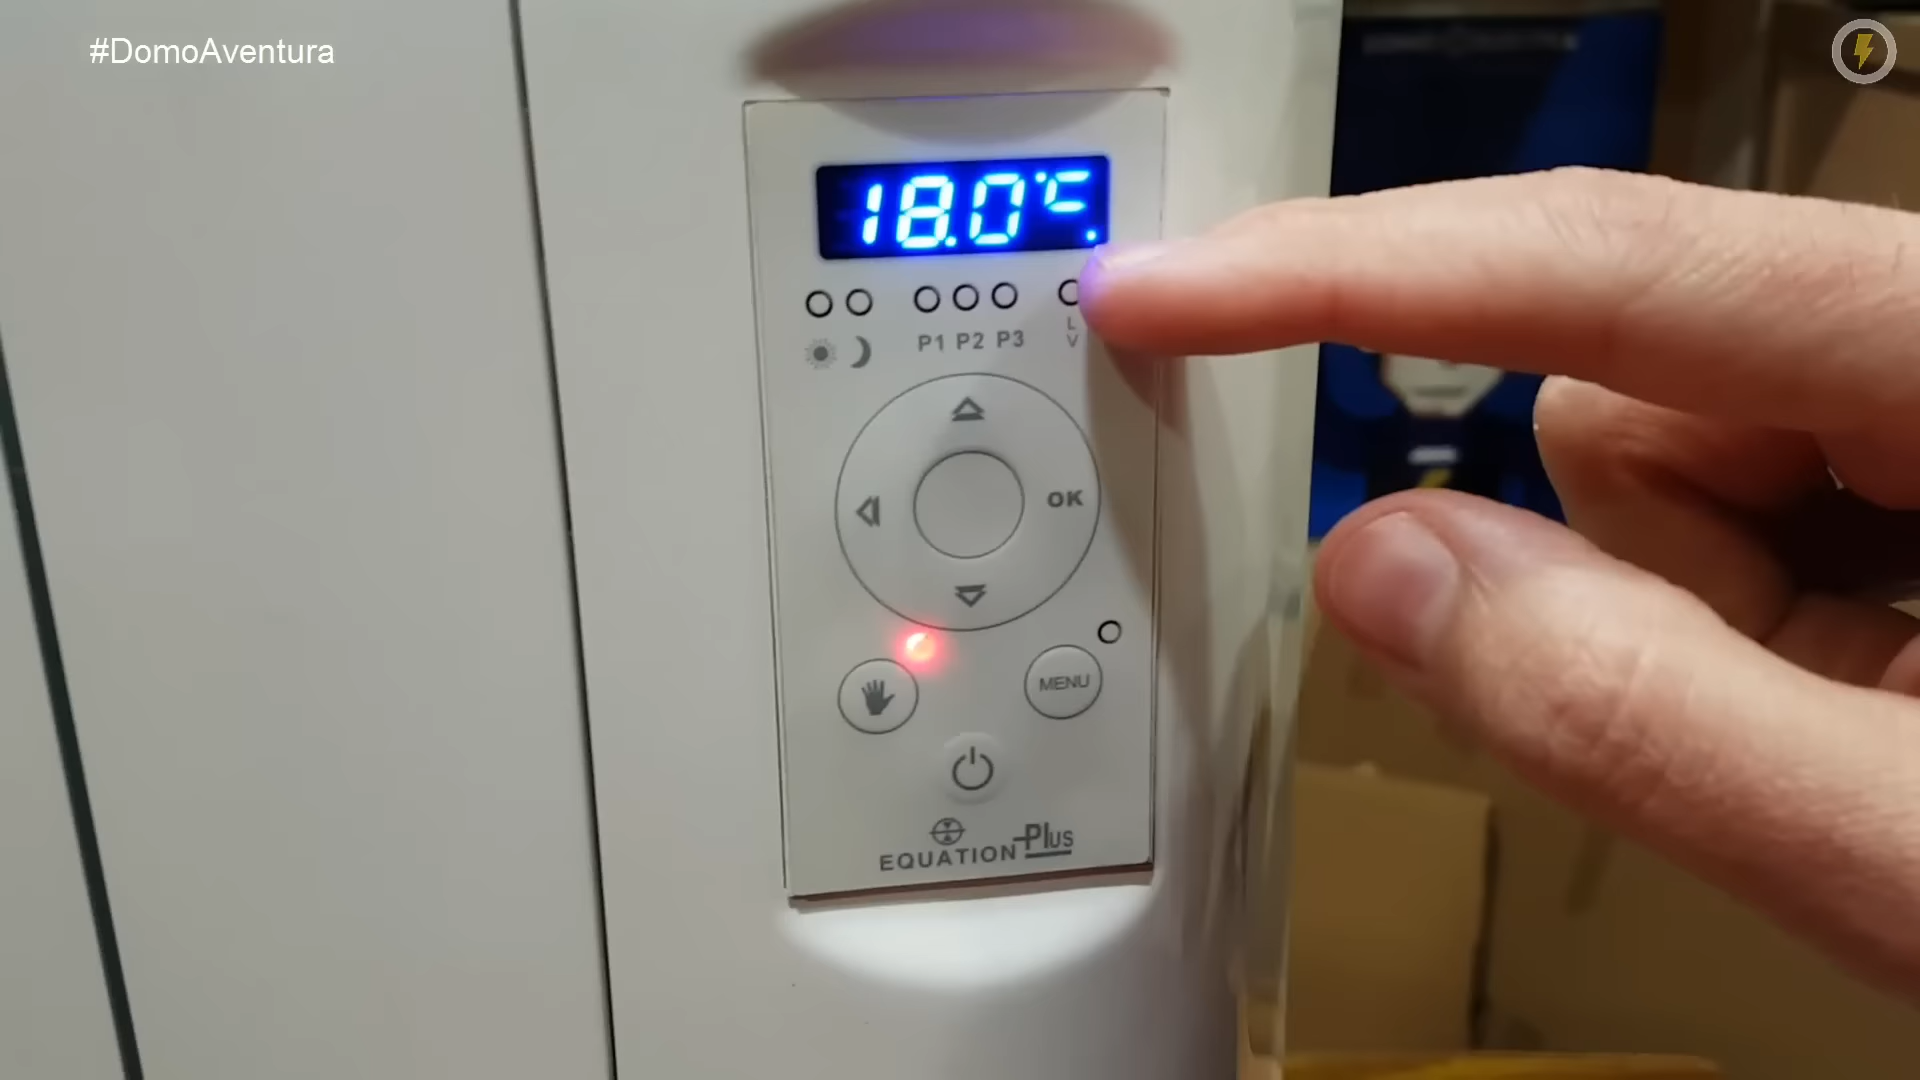 #DomoAventura
18.0°C
P1 P2 P3
L
V
OK
MENU
EQUATION Plus